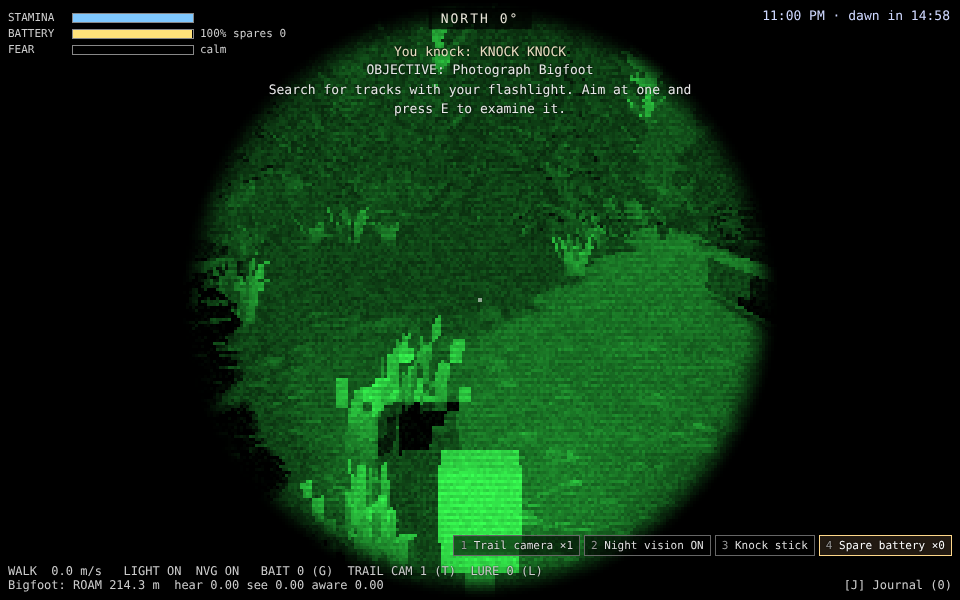 STAMINA
BATTERY 100% spares 0
FEAR calm
NORTH 0°
11:00 PM · dawn in 14:58
You knock: KNOCK KNOCK
OBJECTIVE: Photograph Bigfoot
Search for tracks with your flashlight. Aim at one and
press E to examine it.
1 Trail camera ×1
2 Night vision ON
3 Knock stick
4 Spare battery ×0
WALK 0.0 m/s LIGHT ON NVG ON BAIT 0 (G) TRAIL CAM 1 (T) LURE 0 (L)
Bigfoot: ROAM 214.3 m hear 0.00 see 0.00 aware 0.00
[J] Journal (0)